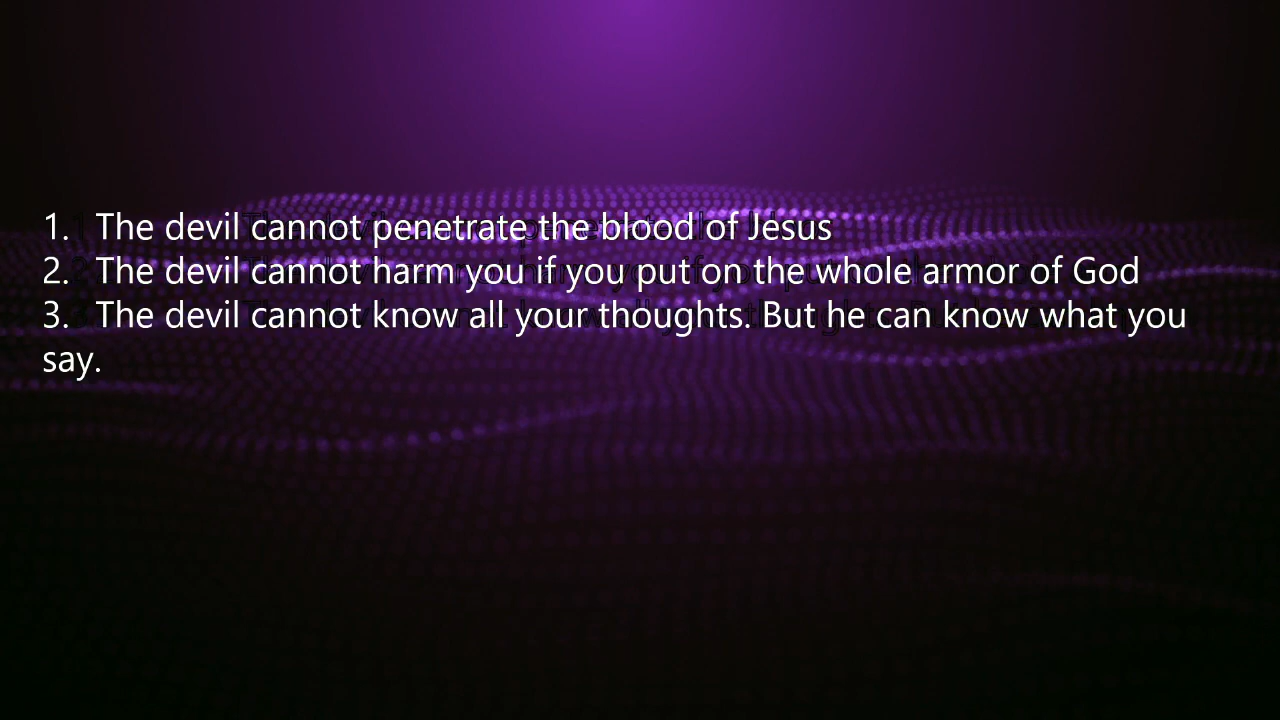 1. The devil cannot penetrate the blood of Jesus
2. The devil cannot harm you if you put on the whole armor of God
3. The devil cannot know all your thoughts. But he can know what you
say.